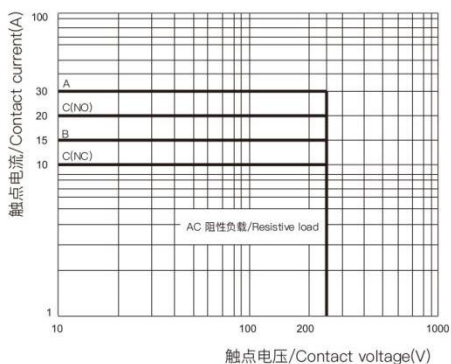 触点电流/Contact current(A)
100
30
20
15
10
1
A
C(NO)
B
C(NC)
AC 阻性负载/Resistive load
10
100
200
1000
触点电压/Contact voltage(V)